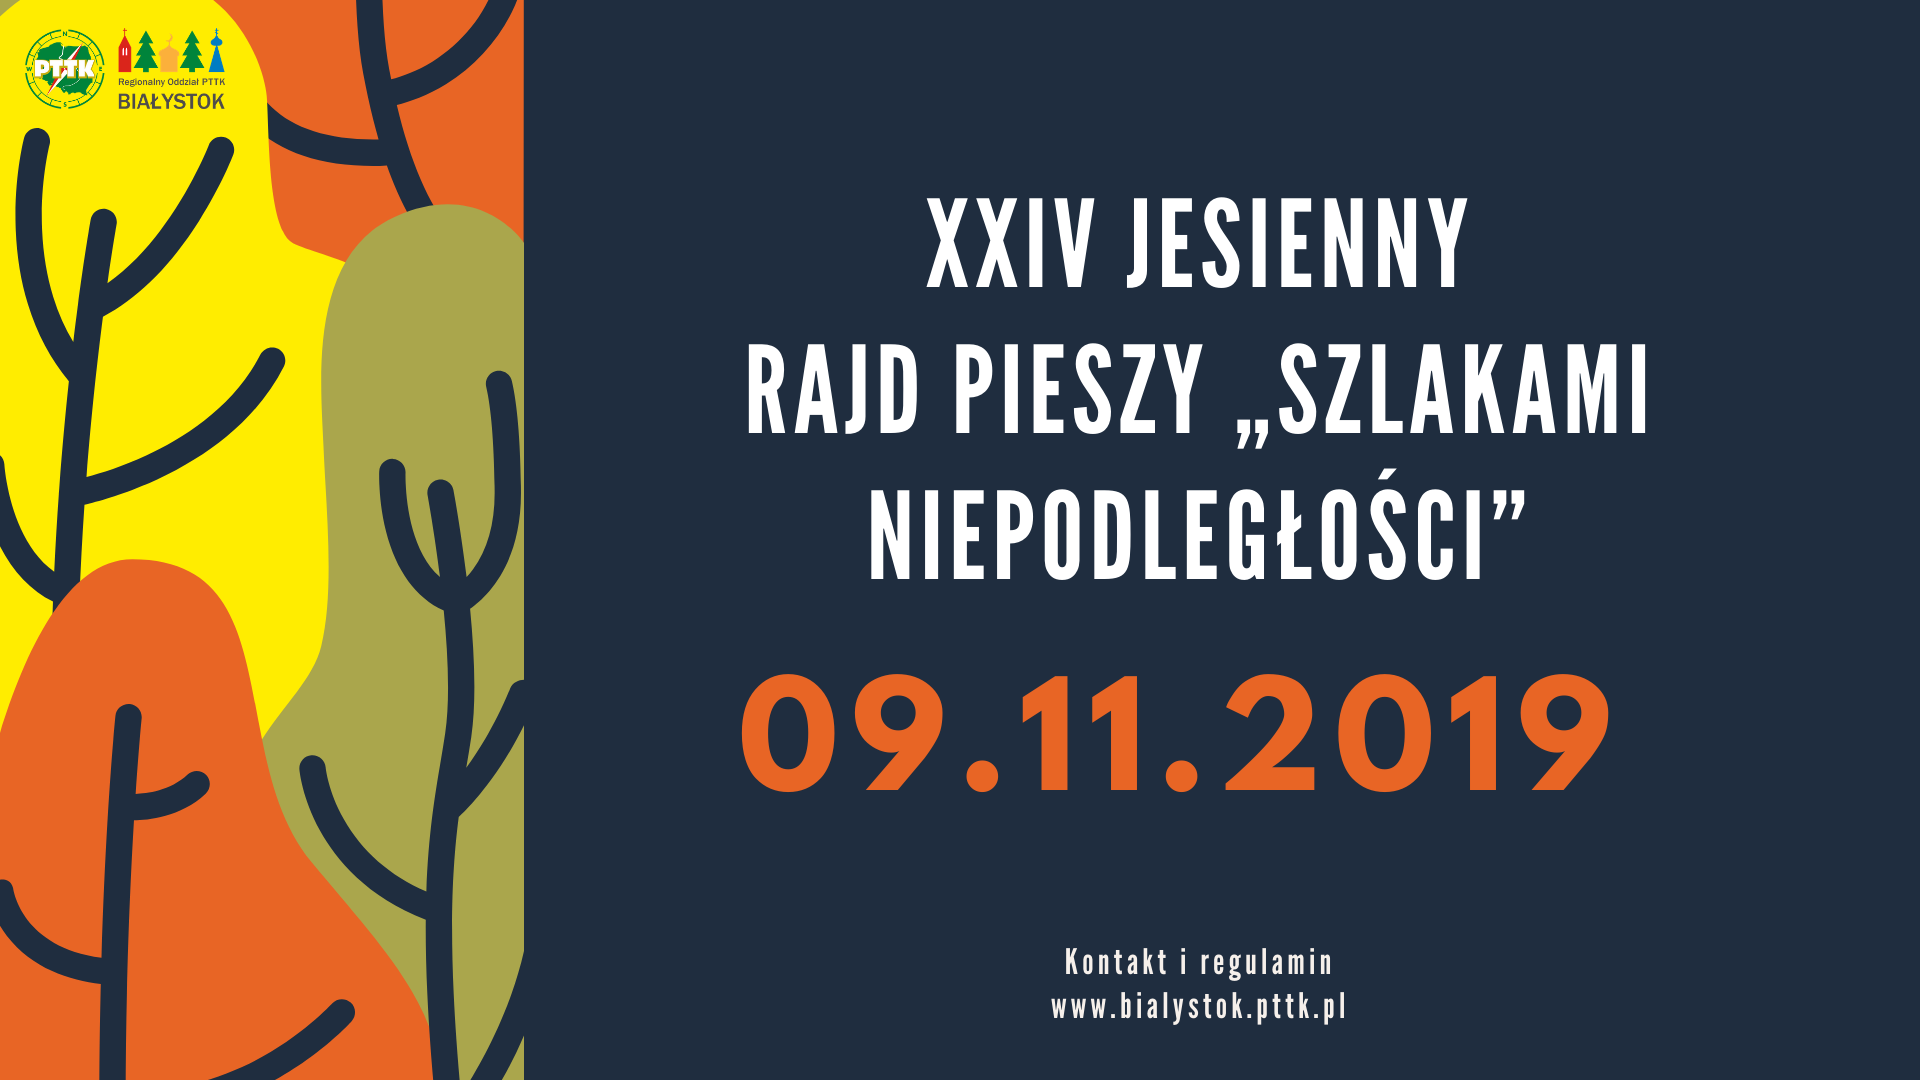 PTTK
Regionalny Oddział PTTK
BIAŁYSTOK
XXIV JESIENNY
RAJD PIESZY „SZLAKAMI
NIEPODLEGŁOŚCI”
09.11.2019
Kontakt i regulamin
www.bialystok.pttk.pl